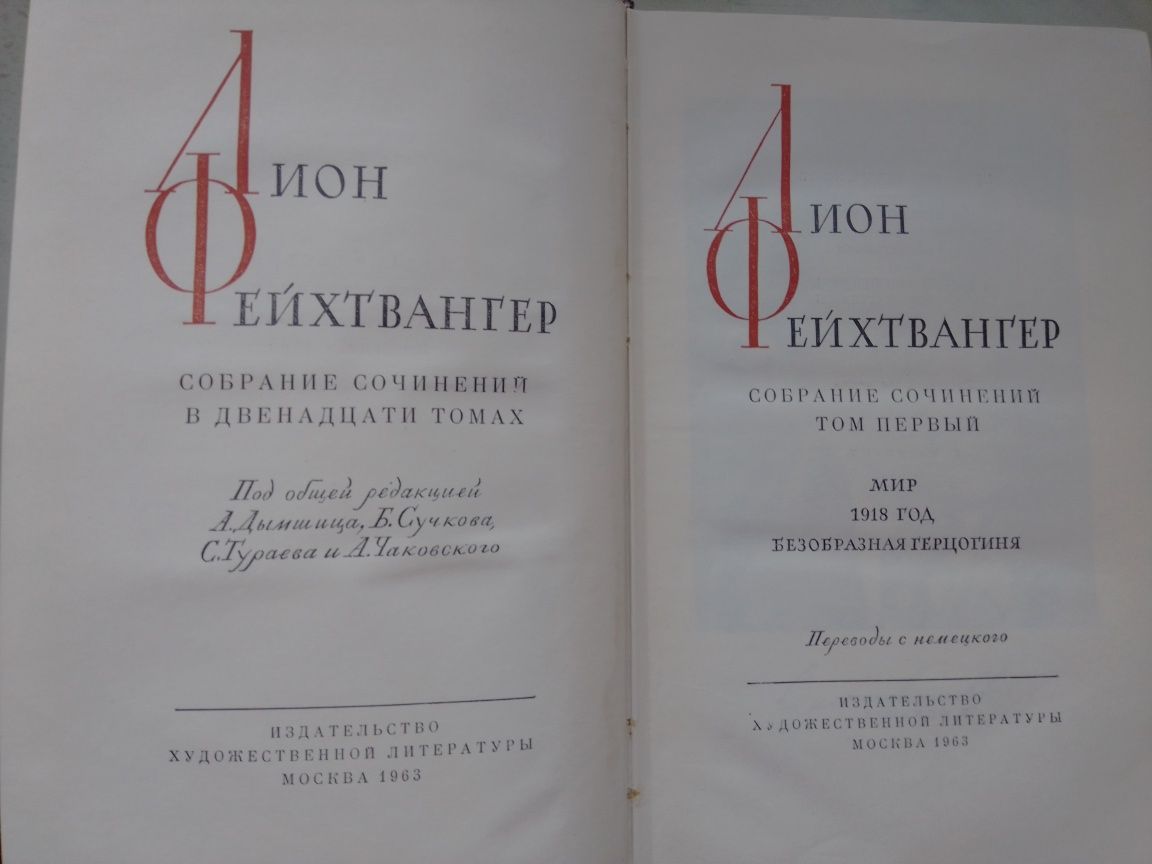 ЛИОН
ФЕЙХТВАНГЕР
СОБРАНИЕ СОЧИНЕНИЙ
В ДВЕНАДЦАТИ ТОМАХ
Под общей редакцией
А.Дымшица, Б.Сучкова,
С.Тураева и А.Чаковского
ИЗДАТЕЛЬСТВО
ХУДОЖЕСТВЕННОЙ ЛИТЕРАТУРЫ
МОСКВА 1963
ЛИОН
ФЕЙХТВАНГЕР
СОБРАНИЕ СОЧИНЕНИЙ
ТОМ ПЕРВЫЙ
МИР
1918 ГОД
БЕЗОБРАЗНАЯ ГЕРЦОГИНЯ
Переводы с немецкого
ИЗДАТЕЛЬСТВО
ХУДОЖЕСТВЕННОЙ ЛИТЕРАТУРЫ
МОСКВА 1963